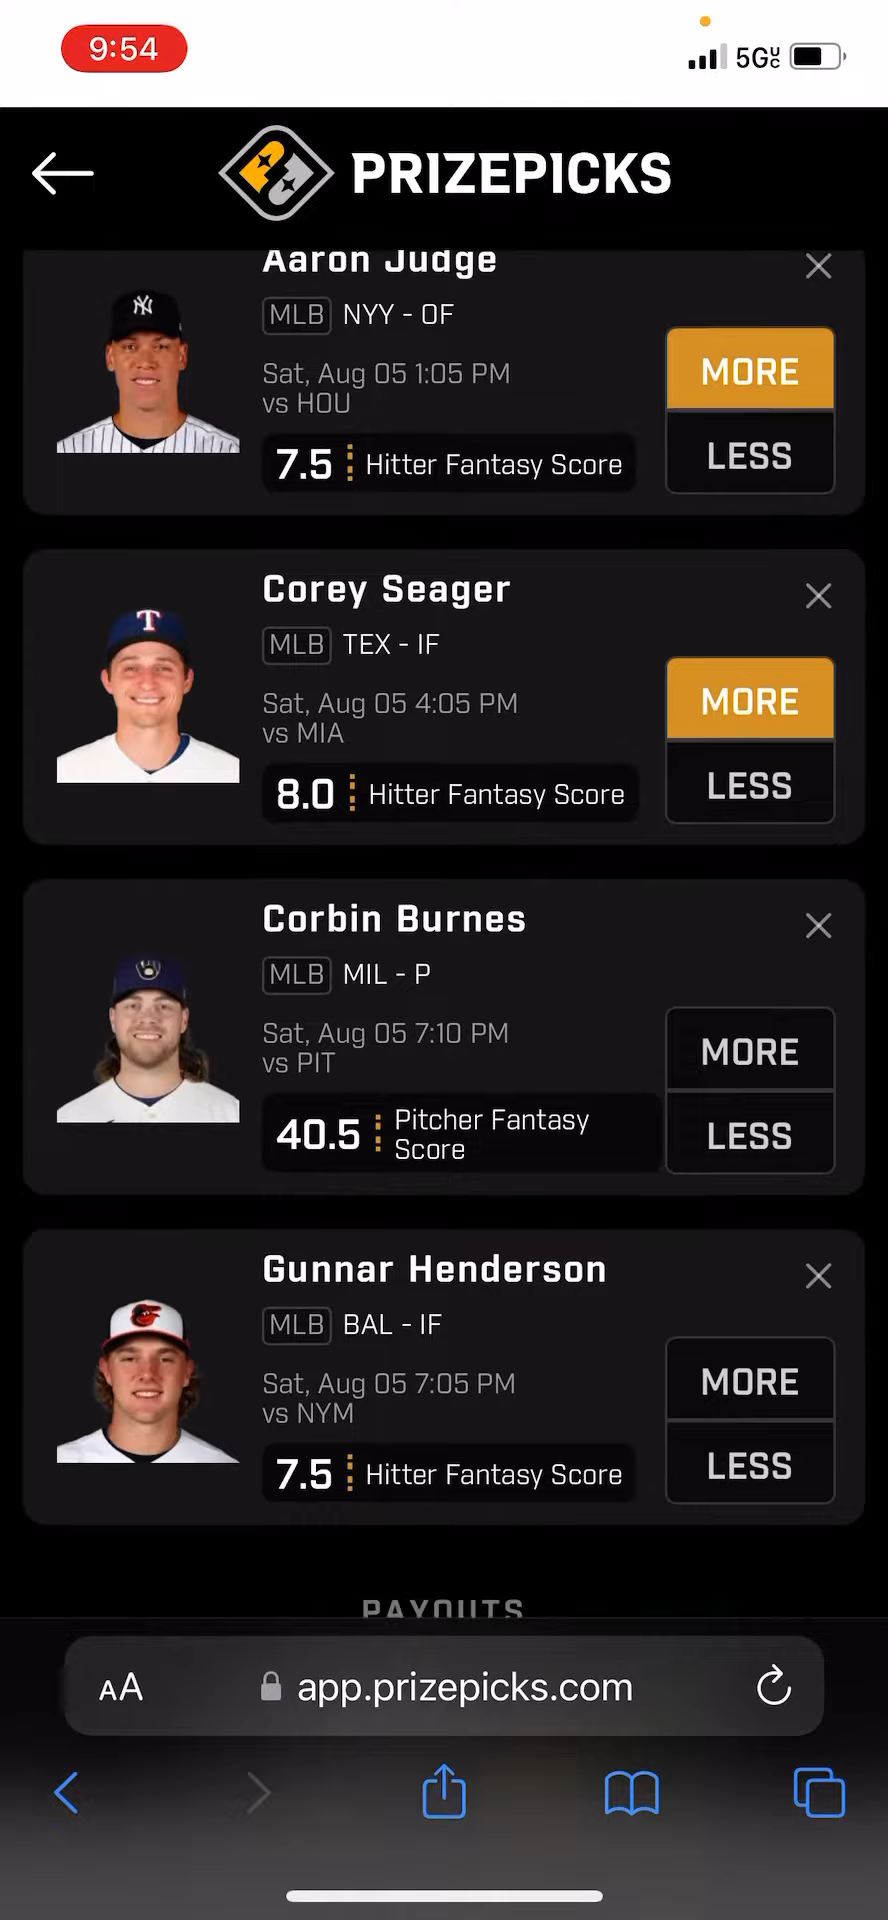 9:54
5GUC
PRIZEPICKS
Aaron Judge
MLB NYY - OF
Sat, Aug 05 1:05 PM
vs HOU
7.5 Hitter Fantasy Score
MORE
LESS
Corey Seager
MLB TEX - IF
Sat, Aug 05 4:05 PM
vs MIA
8.0 Hitter Fantasy Score
MORE
LESS
Corbin Burnes
MLB MIL - P
Sat, Aug 05 7:10 PM
vs PIT
40.5 Pitcher Fantasy
Score
MORE
LESS
Gunnar Henderson
MLB BAL - IF
Sat, Aug 05 7:05 PM
vs NYM
7.5 Hitter Fantasy Score
MORE
LESS
PAYOUTS
AA app.prizepicks.com